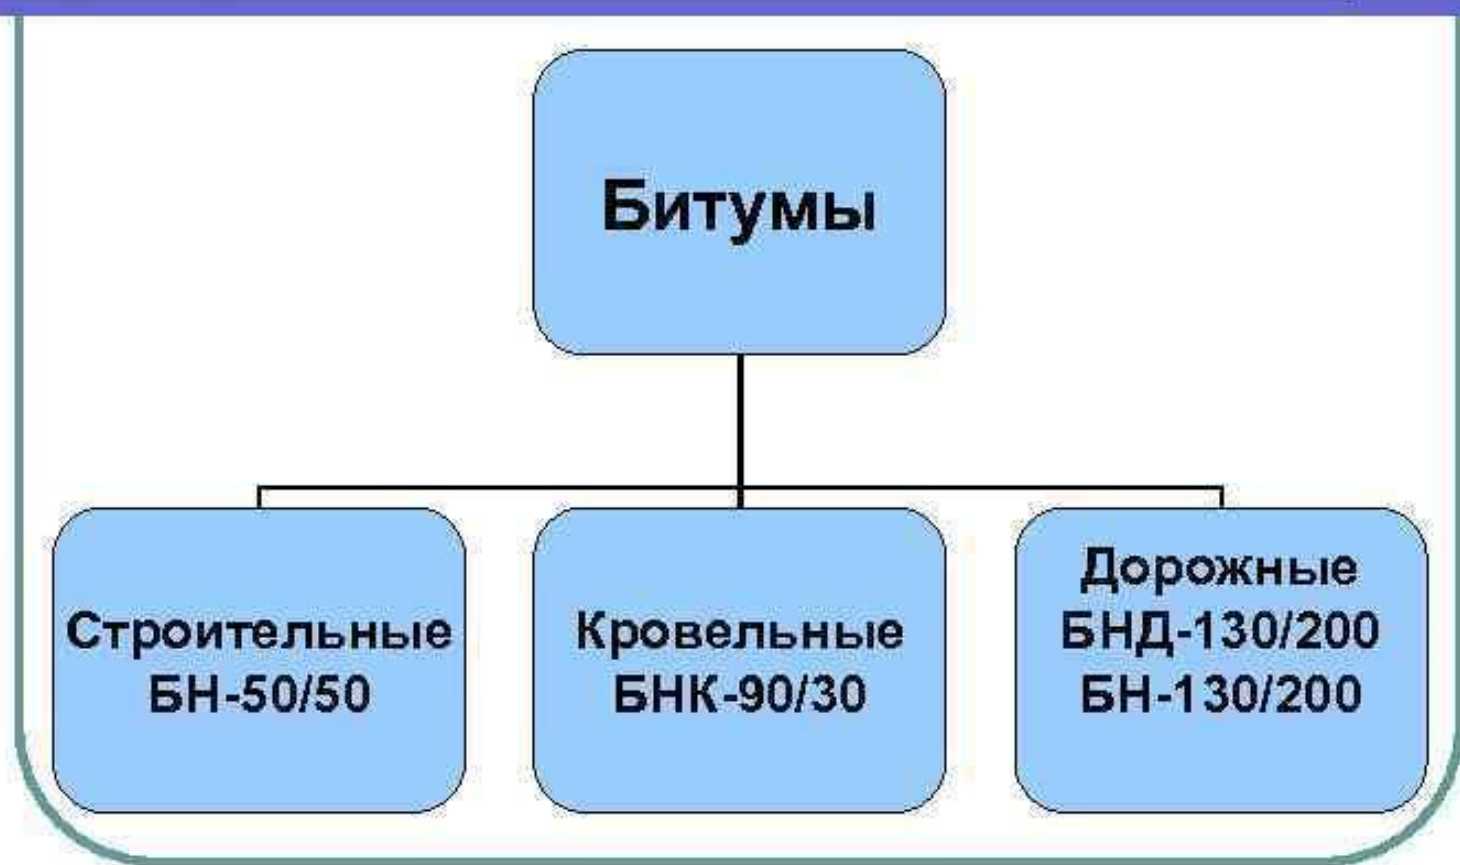 Битумы
Строительные
БН-50/50
Кровельные
БНК-90/30
Дорожные
БНД-130/200
БН-130/200